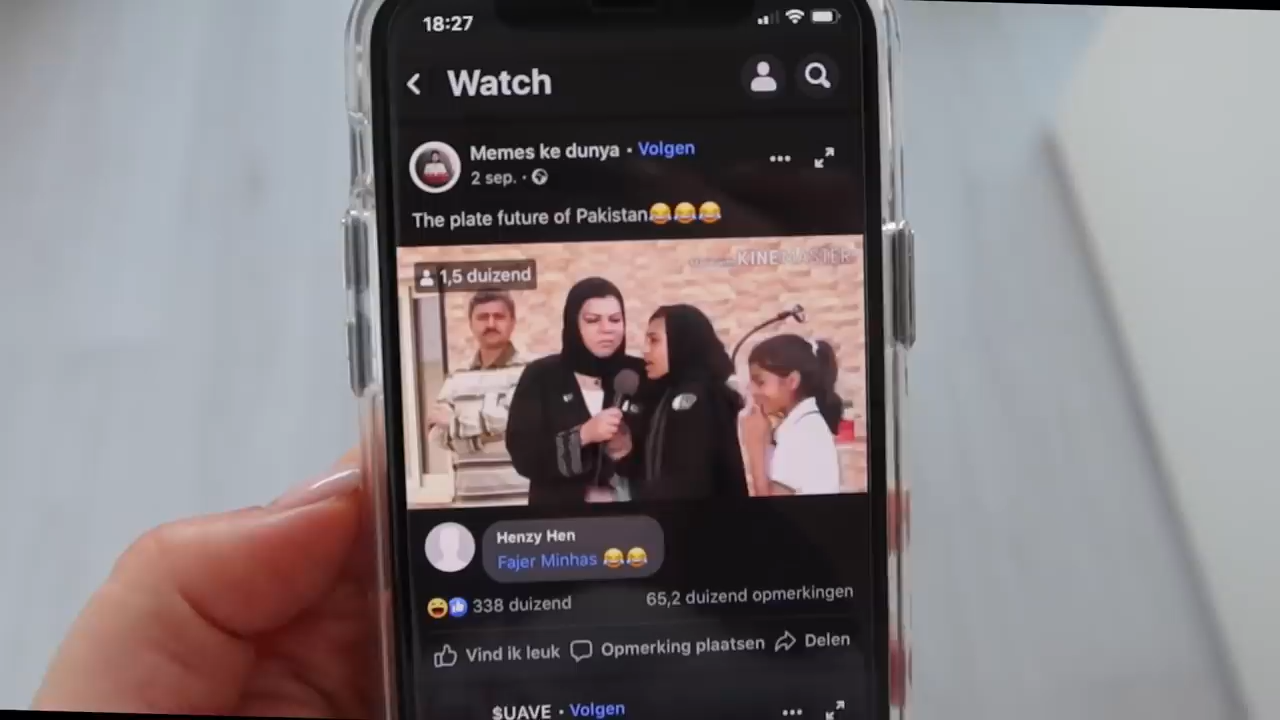 18:27
Watch
Memes ke dunya · Volgen
2 sep. ·
The plate future of Pakistan😂😂😂
KINEMASTER
1,5 duizend
Henzy Hen
Fajer Minhas 😂😂
338 duizend
65,2 duizend opmerkingen
Vind ik leuk
Opmerking plaatsen
Delen
$UAVE · Volgen